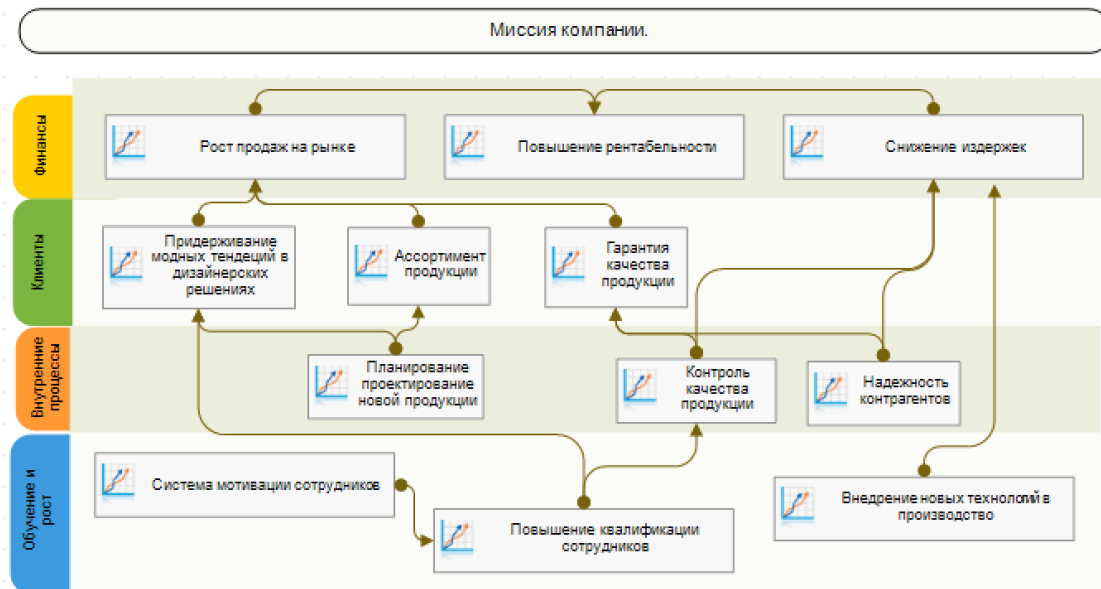 Миссия компании.
Финансы
Рост продаж на рынке
Повышение рентабельности
Снижение издержек
Клиенты
Придерживание
модных тендеций в
дизайнерских
решениях
Ассортимент
продукции
Гарантия
качества
продукции
Внутренние
процессы
Планирование
проектирование
новой продукции
Контроль
качества
продукции
Надежность
контрагентов
Обучение и
рост
Система мотивации сотрудников
Повышение квалификации
сотрудников
Внедрение новых технологий в
производство